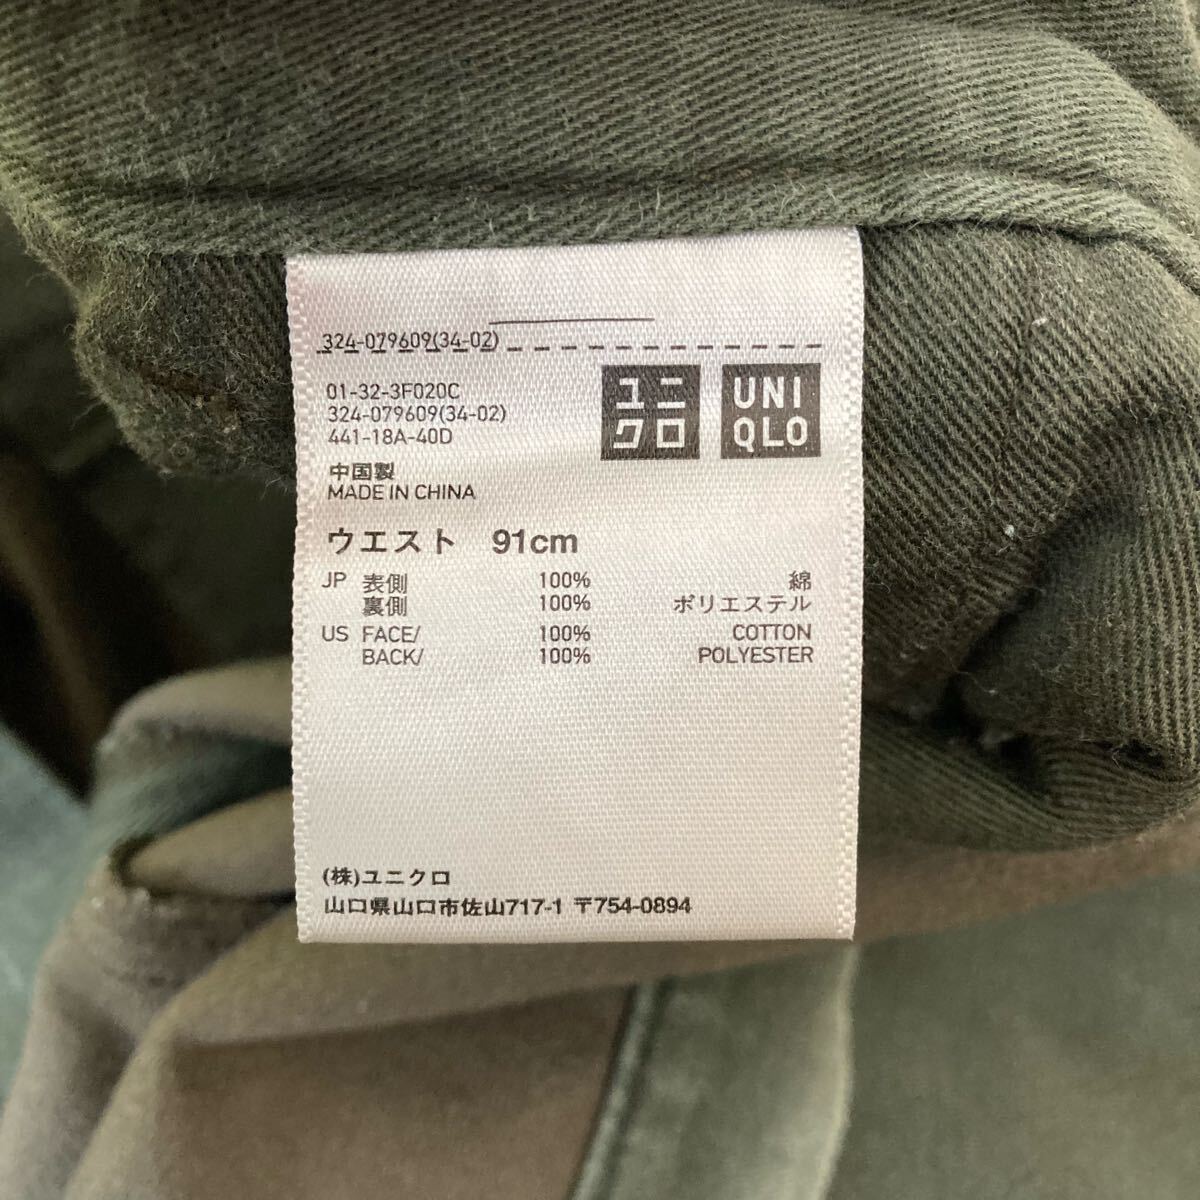 324-079609(34-02)
01-32-3F020C
324-079609(34-02)
441-18A-40D
ユニ
クロ
UNI
QLO
中国製
MADE IN CHINA
ウエスト 91cm
JP 表側 100% 綿
裏側 100% ポリエステル
US FACE/ 100% COTTON
BACK/ 100% POLYESTER
(株)ユニクロ
山口県山口市佐山717-1 〒754-0894